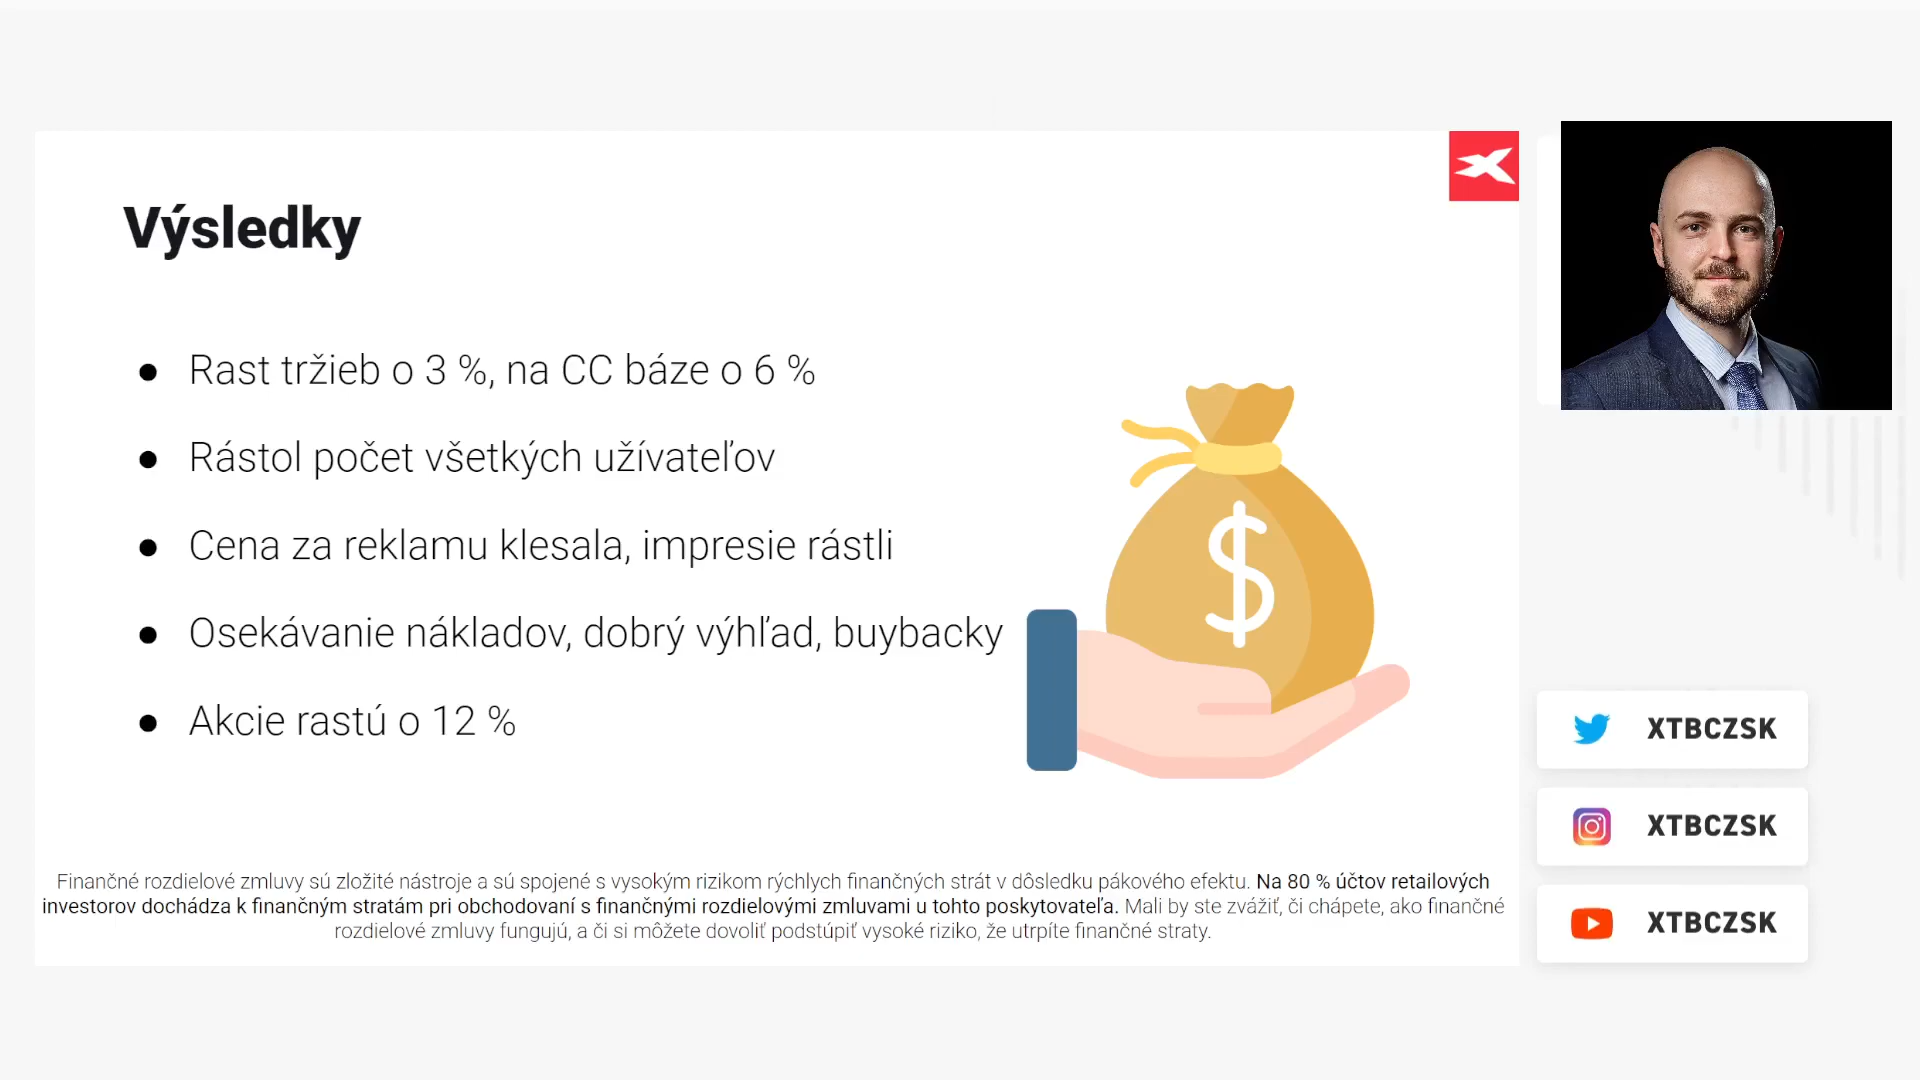 Výsledky
● Rast tržieb o 3 %, na CC báze o 6 %
● Rástol počet všetkých užívateľov
● Cena za reklamu klesala, impresie rástli
● Osekávanie nákladov, dobrý výhľad, buybacky
● Akcie rastú o 12 %
$
Finančné rozdielové zmluvy sú zložité nástroje a sú spojené s vysokým rizikom rýchlych finančných strát v dôsledku pákového efektu. Na 80 % účtov retailových
investorov dochádza k finančným stratám pri obchodovaní s finančnými rozdielovými zmluvami u tohto poskytovateľa. Mali by ste zvážiť, či chápete, ako finančné
rozdielové zmluvy fungujú, a či si môžete dovoliť podstúpiť vysoké riziko, že utrpíte finančné straty.
XTBCZSK
XTBCZSK
XTBCZSK